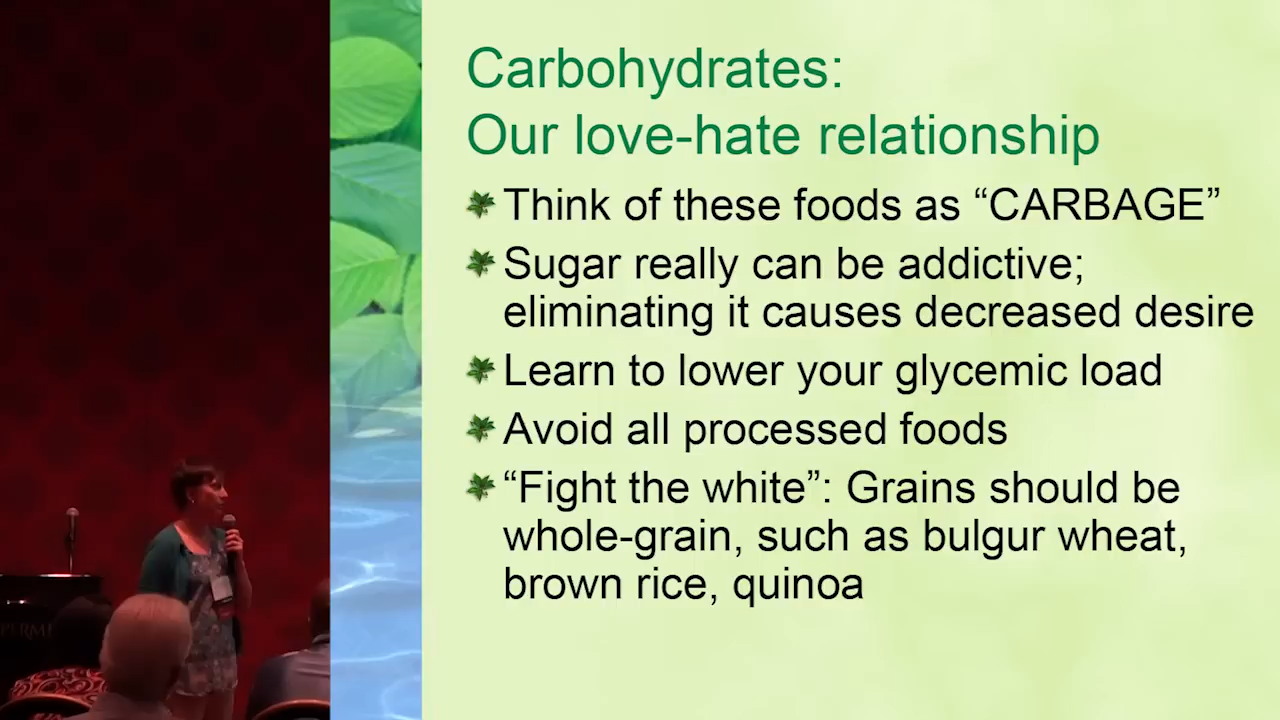 Carbohydrates:
Our love-hate relationship
Think of these foods as “CARBAGE”
Sugar really can be addictive;
eliminating it causes decreased desire
Learn to lower your glycemic load
Avoid all processed foods
“Fight the white”: Grains should be
whole-grain, such as bulgur wheat,
brown rice, quinoa